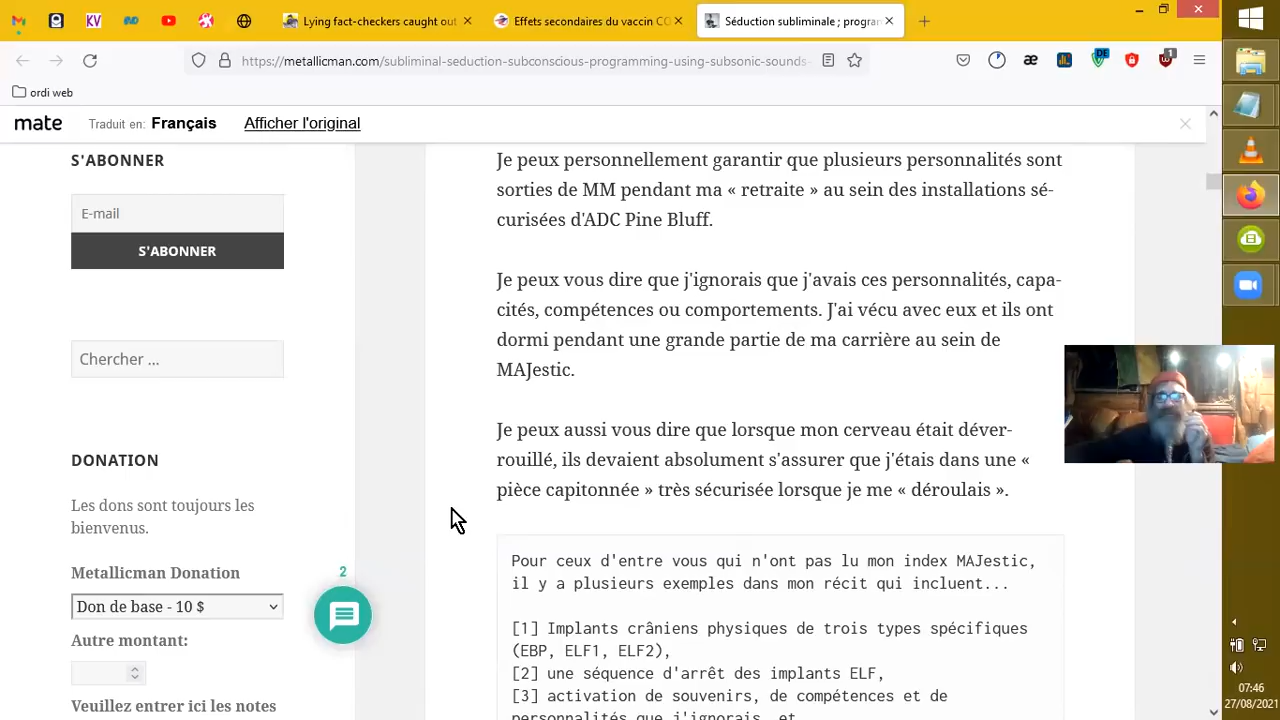 Lying fact-checkers caught out
Effets secondaires du vaccin CO
Séduction subliminale ; progra
https://metallicman.com/subliminal-seduction-subconscious-programming-using-subsonic-sounds-
DE
1
ordi web
mate
Traduit en: Français
Afficher l'original
S'ABONNER
E-mail
S'ABONNER
Chercher ...
DONATION
Les dons sont toujours les
bienvenus.
Metallicman Donation
Don de base - 10 $
Autre montant:
Veuillez entrer ici les notes
2
Je peux personnellement garantir que plusieurs personnalités sont
sorties de MM pendant ma « retraite » au sein des installations sé-
curisées d'ADC Pine Bluff.
Je peux vous dire que j'ignorais que j'avais ces personnalités, capa-
cités, compétences ou comportements. J'ai vécu avec eux et ils ont
dormi pendant une grande partie de ma carrière au sein de
MAJestic.
Je peux aussi vous dire que lorsque mon cerveau était déver-
rouillé, ils devaient absolument s'assurer que j'étais dans une «
pièce capitonnée » très sécurisée lorsque je me « déroulais ».
Pour ceux d'entre vous qui n'ont pas lu mon index MAJestic,
il y a plusieurs exemples dans mon récit qui incluent...
[1] Implants crâniens physiques de trois types spécifiques
(EBP, ELF1, ELF2),
[2] une séquence d'arrêt des implants ELF,
[3] activation de souvenirs, de compétences et de
personnalités que j'ignorais, et
07:46
27/08/2021